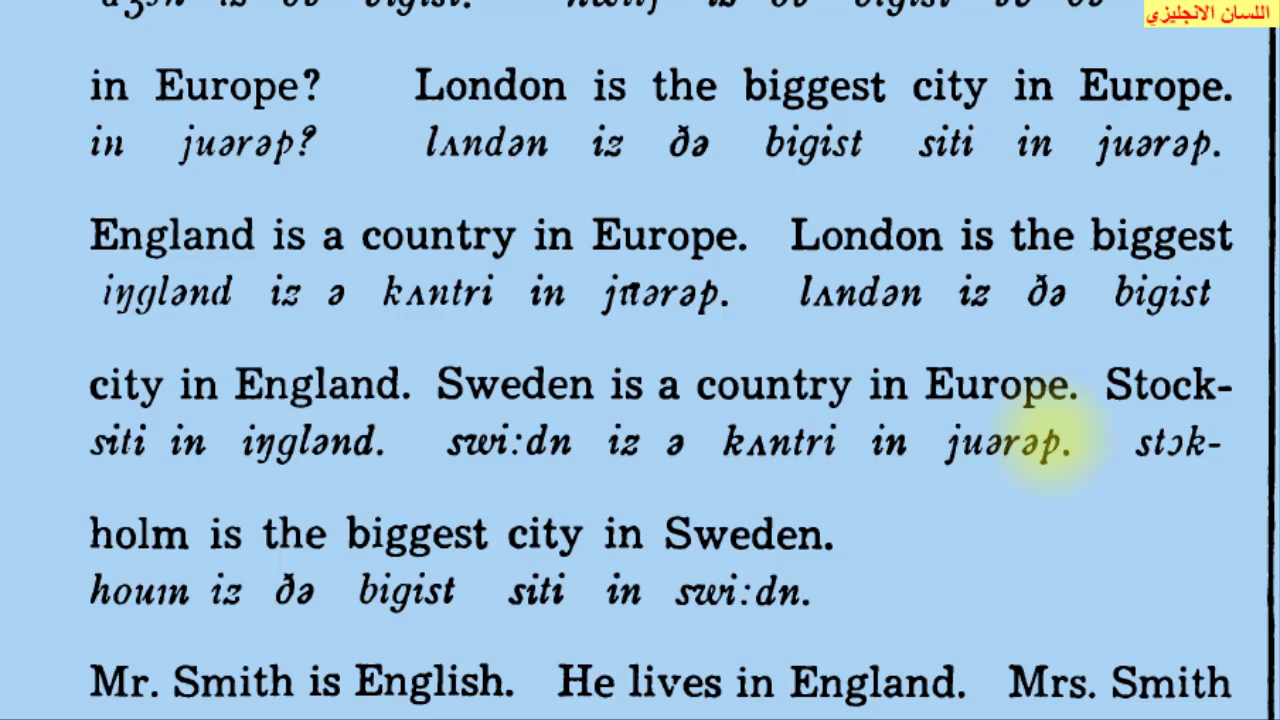 اللسان الانجليزي
in Europe? London is the biggest city in Europe.
in juərəp? lʌndən iz ðə bigist siti in juərəp.
England is a country in Europe. London is the biggest
iŋglənd iz ə kʌntri in juərəp. lʌndən iz ðə bigist
city in England. Sweden is a country in Europe. Stock-
siti in iŋglənd. swi:dn iz ə kʌntri in juərəp. stɔk-
holm is the biggest city in Sweden.
houm iz ðə bigist siti in swi:dn.
Mr. Smith is English. He lives in England. Mrs. Smith